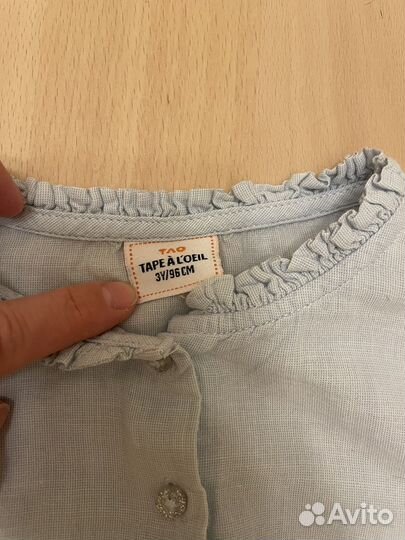 TAO
TAPE À L'OEIL
3Y/96 CM
Avito